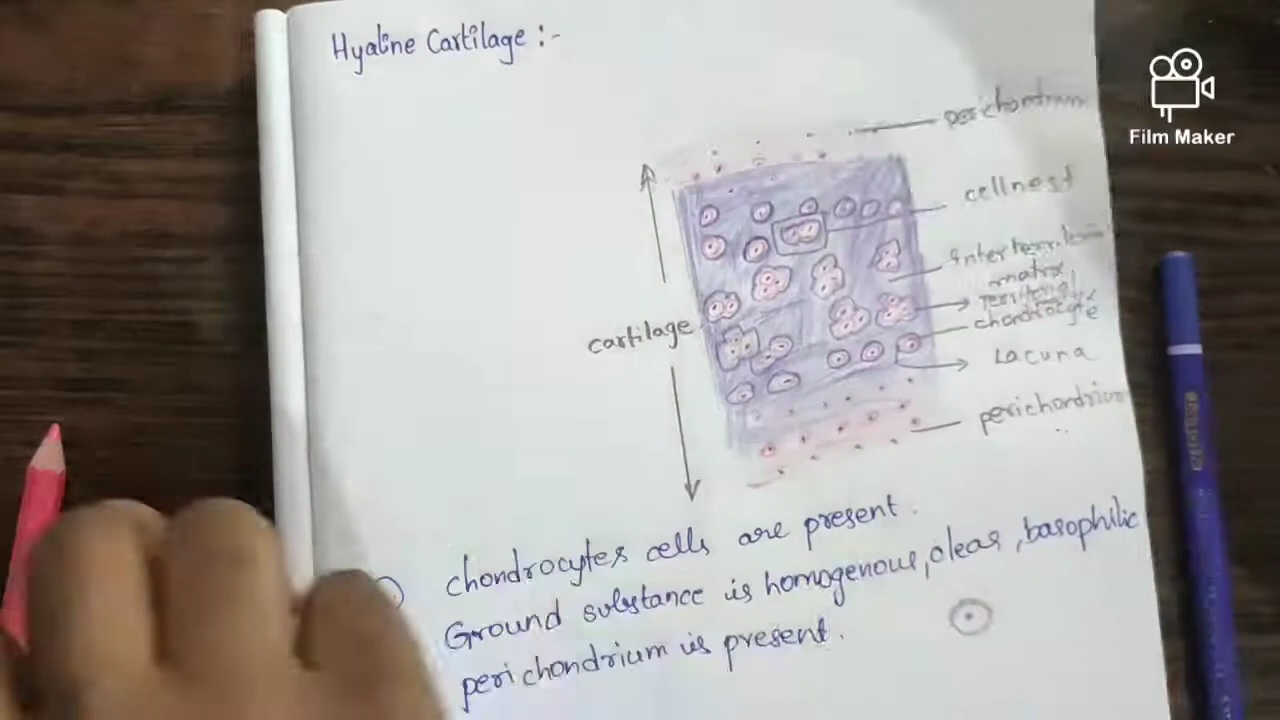 Hyaline Cartilage :-
Film Maker
perichondrium
cellnest
Interterritorial
matrix
territorial
chondrocyte
cartilage
Lacuna
perichondrium
chondrocytes cells are present.
Ground substance is homogenous, clear, basophilic
perichondrium is present.